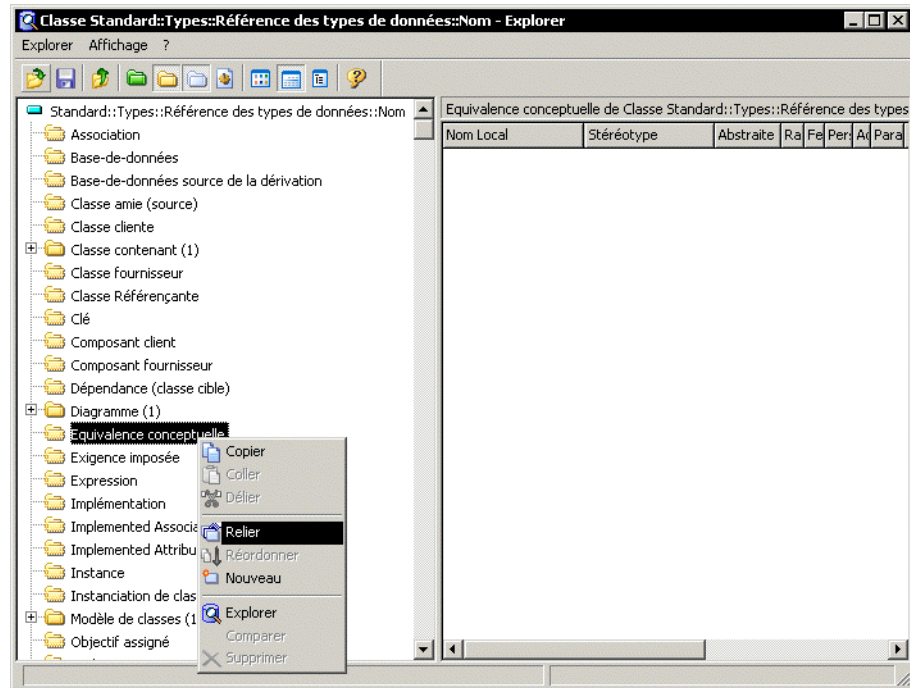 Classe Standard::Types::Référence des types de données::Nom - Explorer
Explorer Affichage ?
Standard::Types::Référence des types de données::Nom
Association
Base-de-données
Base-de-données source de la dérivation
Classe amie (source)
Classe cliente
Classe contenant (1)
Classe fournisseur
Classe Référençante
Clé
Composant client
Composant fournisseur
Dépendance (classe cible)
Diagramme (1)
Equivalence conceptuelle
Exigence imposée
Expression
Implémentation
Implemented Associa
Implemented Attribu
Instance
Instanciation de clas
Modèle de classes (1
Objectif assigné
Copier
Coller
Délier
Relier
Réordonner
Nouveau
Explorer
Comparer
Supprimer
Equivalence conceptuelle de Classe Standard::Types::Référence des types
Nom Local Stéréotype Abstraite Ra Fe Per Ac Para